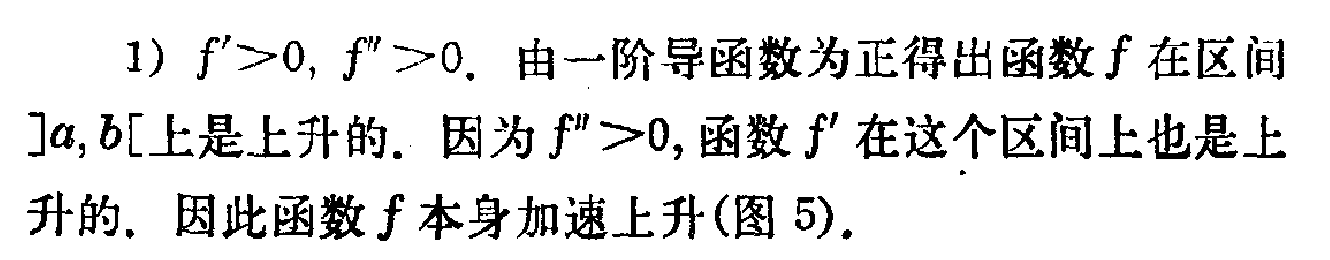 1) f′>0, f″>0. 由一阶导函数为正得出函数 f 在区间
]a, b[上是上升的. 因为 f″>0, 函数 f′ 在这个区间上也是上
升的. 因此函数 f 本身加速上升(图 5).